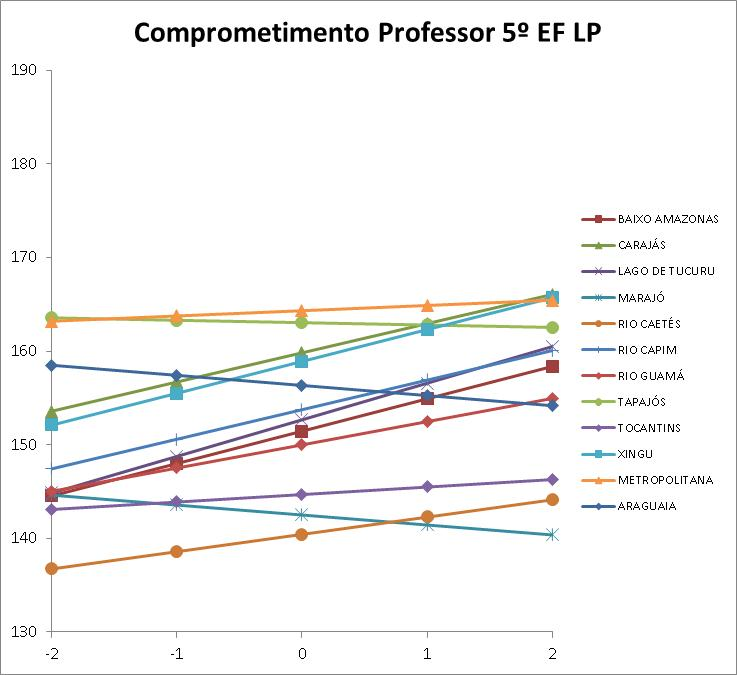 Comprometimento Professor 5º EF LP
190
180
170
160
150
140
130
-2
-1
0
1
2
BAIXO AMAZONAS
CARAJÁS
LAGO DE TUCURU
MARAJÓ
RIO CAETÉS
RIO CAPIM
RIO GUAMÁ
TAPAJÓS
TOCANTINS
XINGU
METROPOLITANA
ARAGUAIA